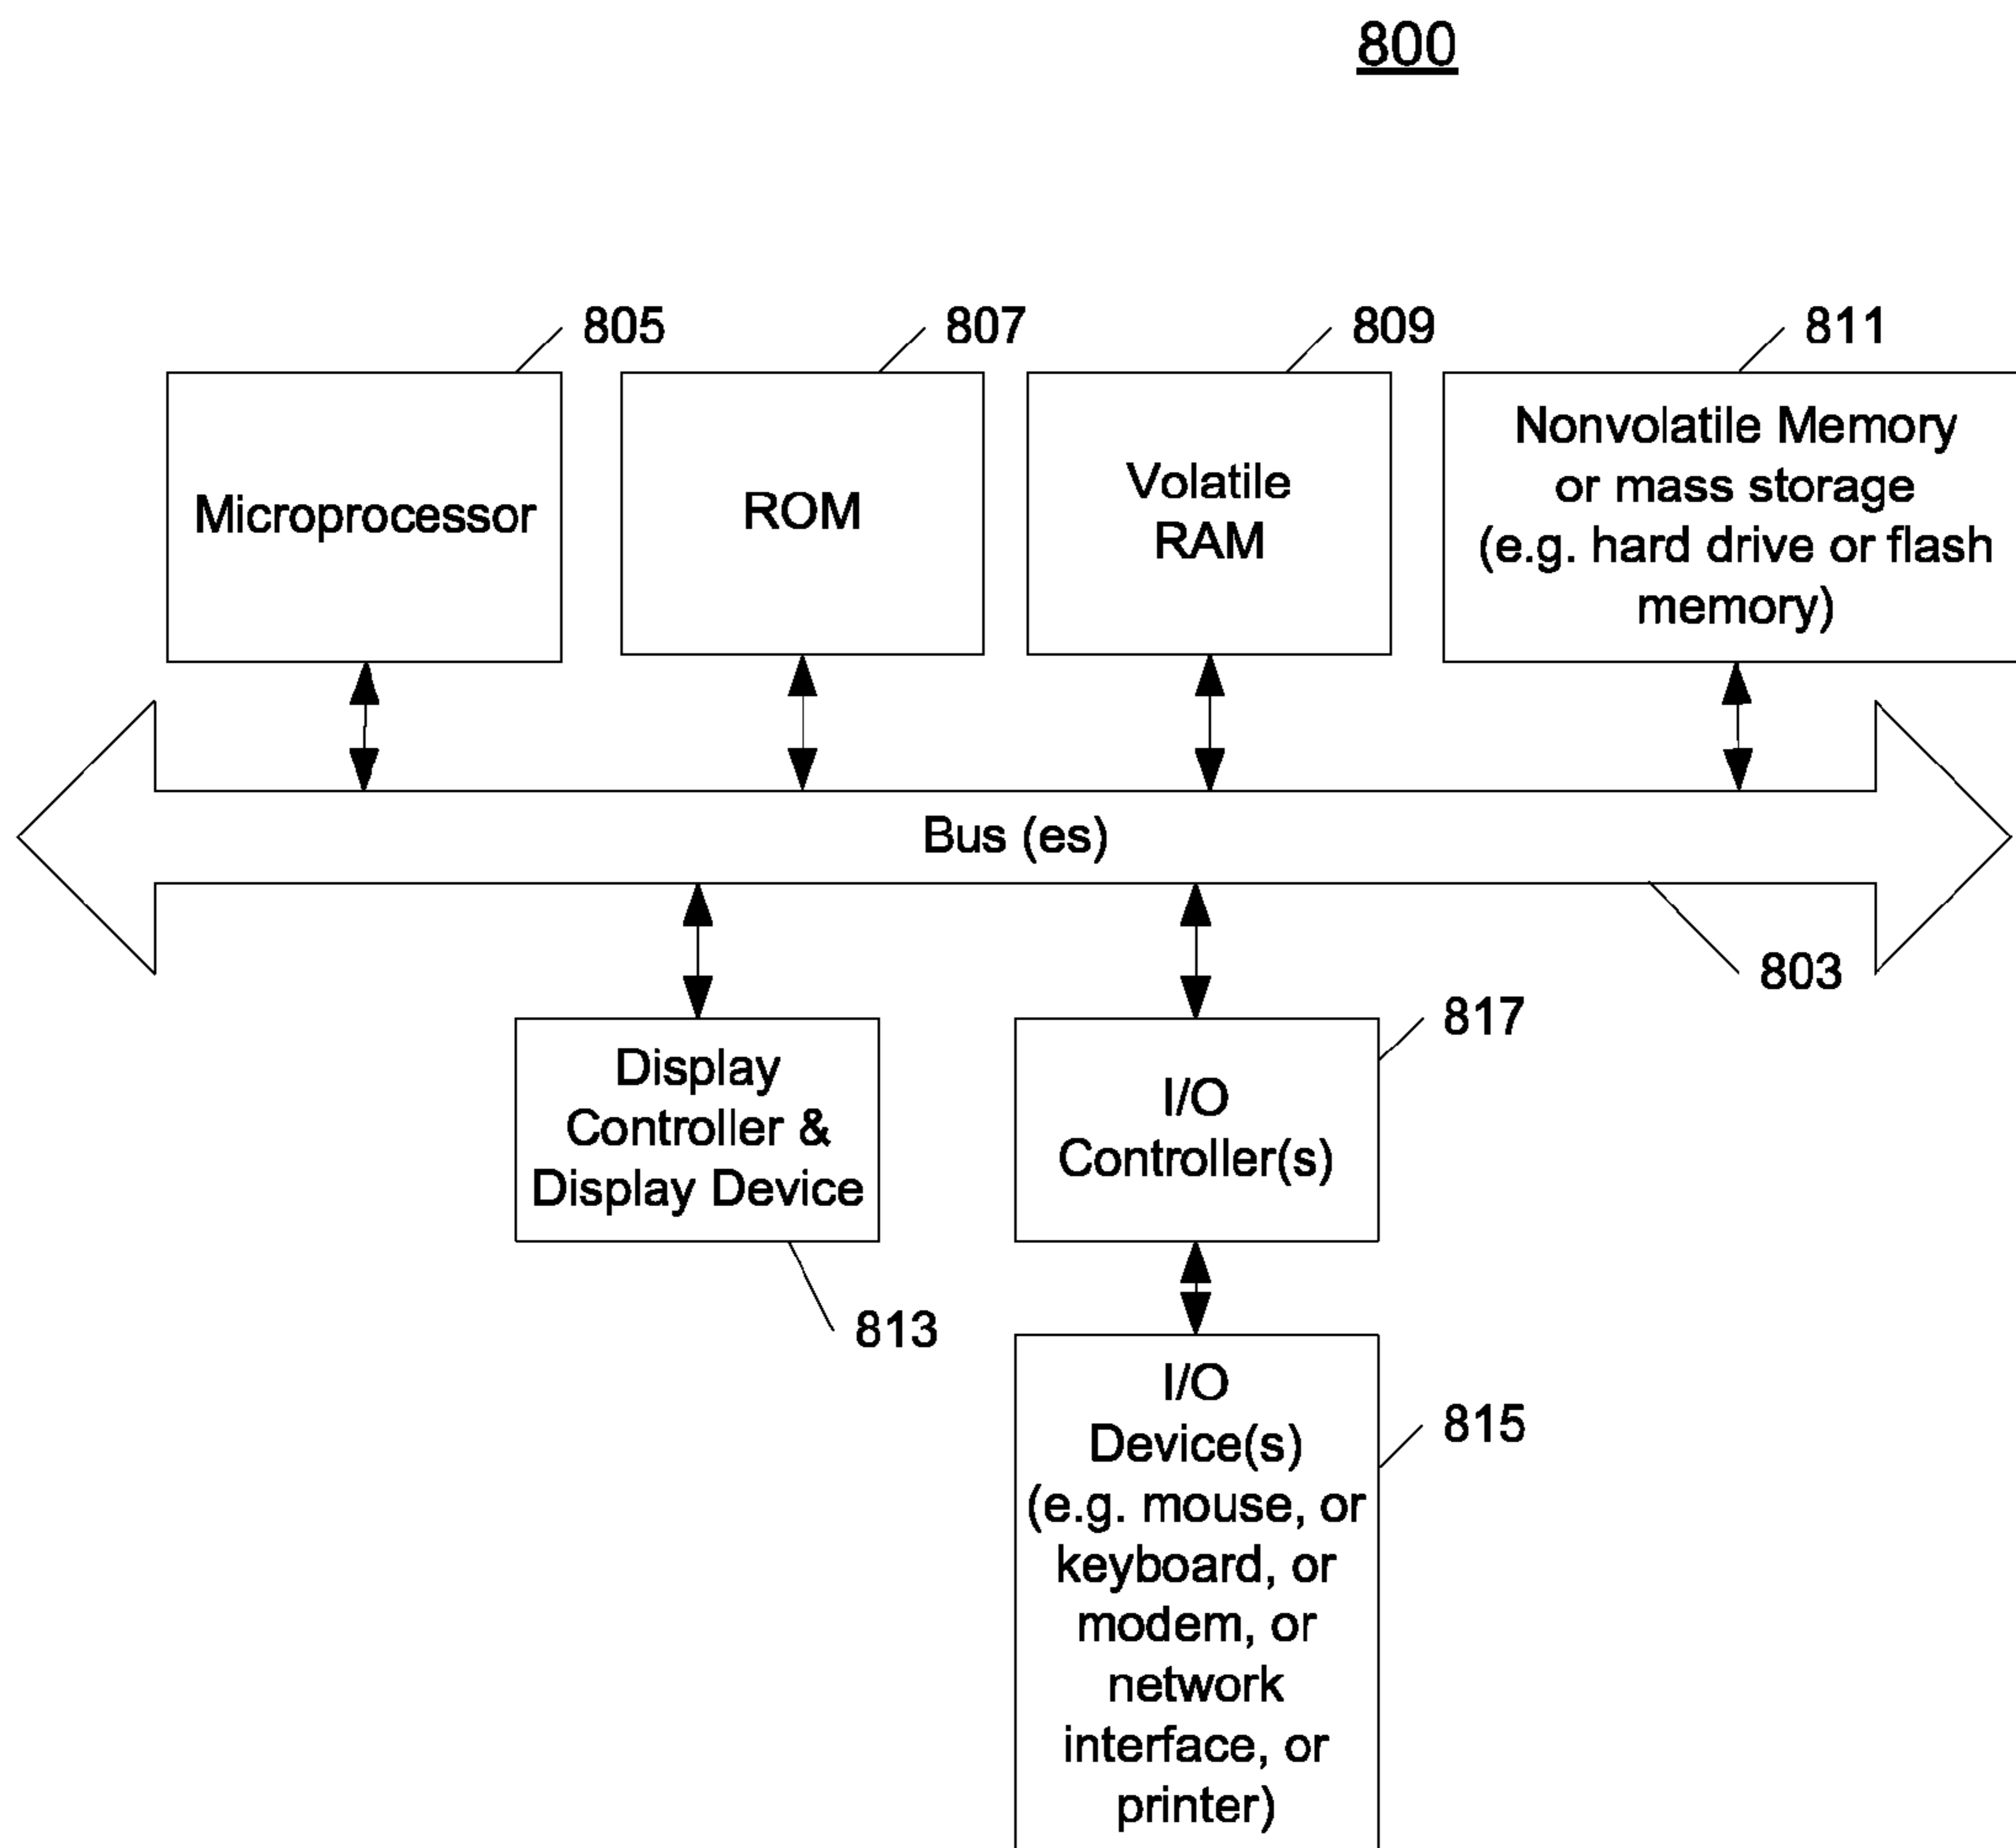 800
805
807
809
811
Microprocessor
ROM
Volatile
RAM
Nonvolatile Memory
or mass storage
(e.g. hard drive or flash
memory)
Bus (es)
803
Display
Controller &
Display Device
813
I/O
Controller(s)
817
I/O
Device(s)
(e.g. mouse, or
keyboard, or
modem, or
network
interface, or
printer)
815